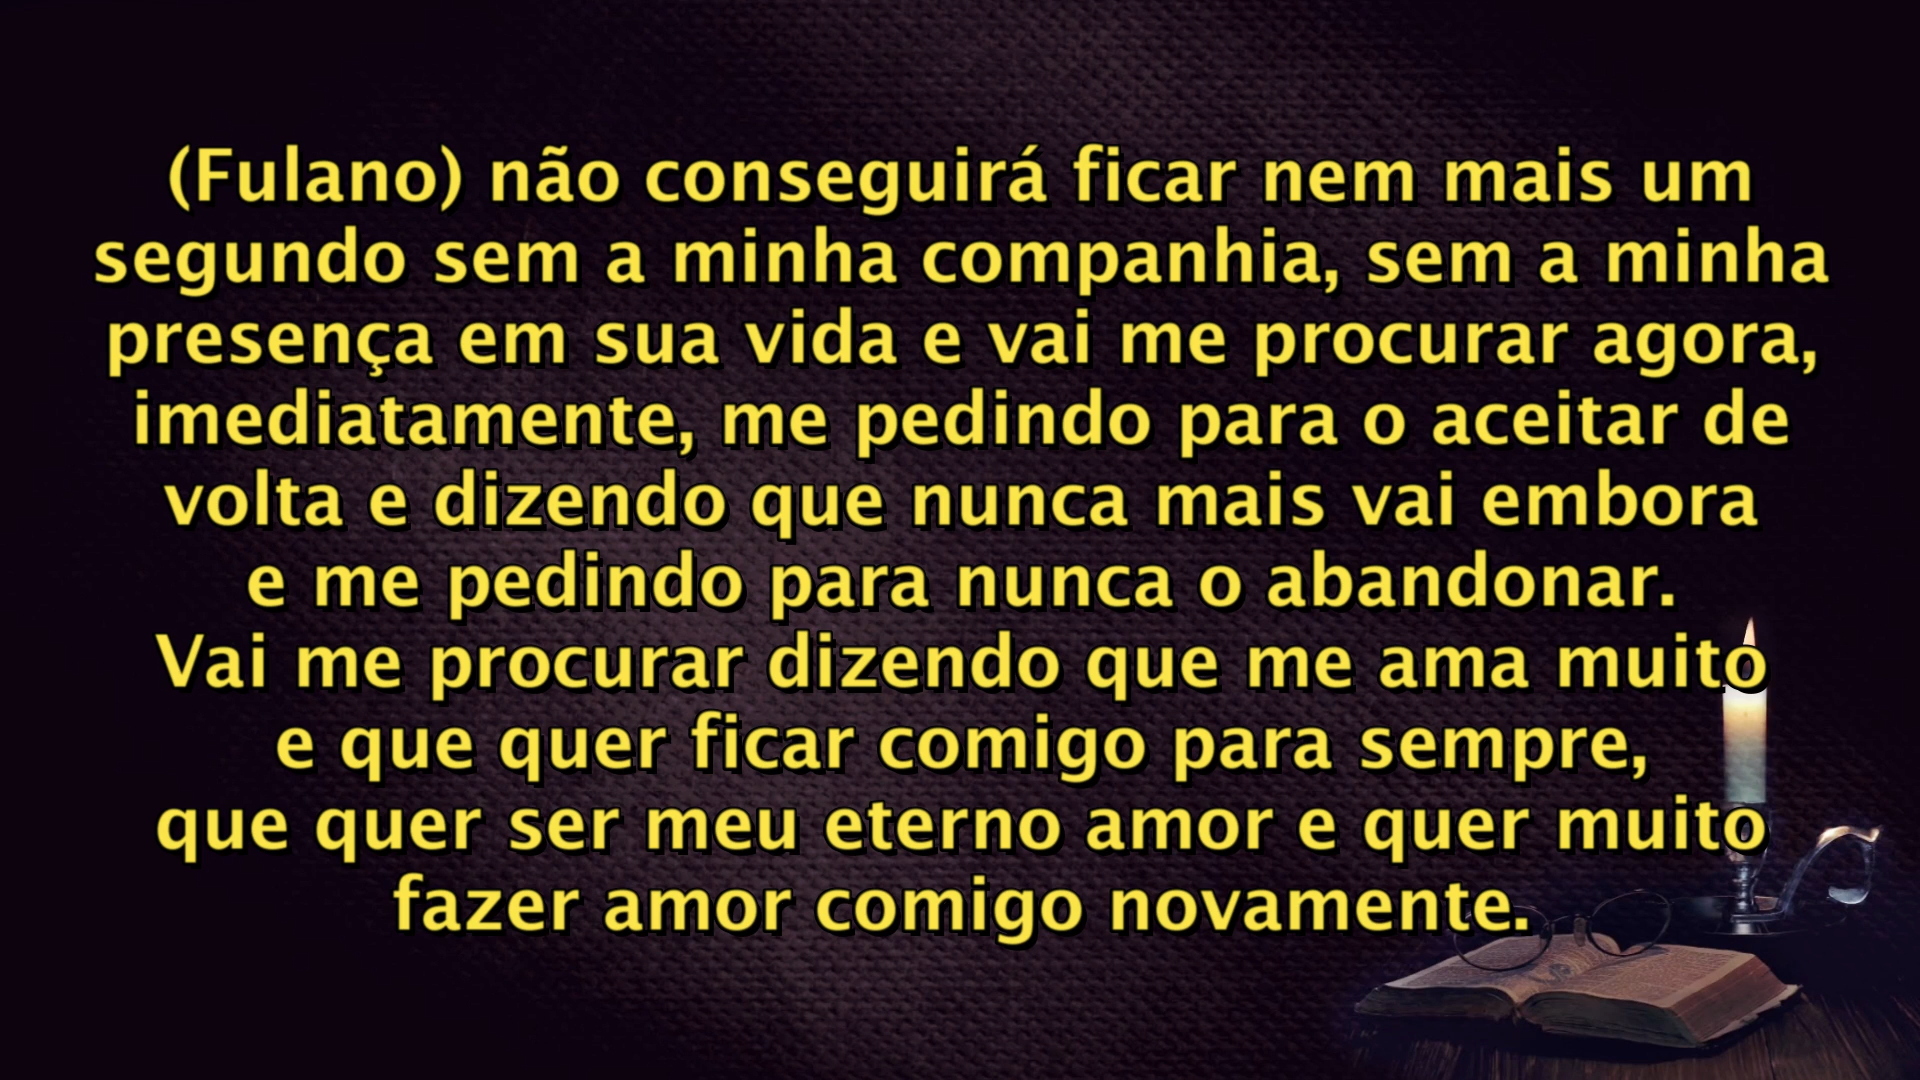 (Fulano) não conseguirá ficar nem mais um
segundo sem a minha companhia, sem a minha
presença em sua vida e vai me procurar agora,
imediatamente, me pedindo para o aceitar de
volta e dizendo que nunca mais vai embora
e me pedindo para nunca o abandonar.
Vai me procurar dizendo que me ama muito
e que quer ficar comigo para sempre,
que quer ser meu eterno amor e quer muito
fazer amor comigo novamente.